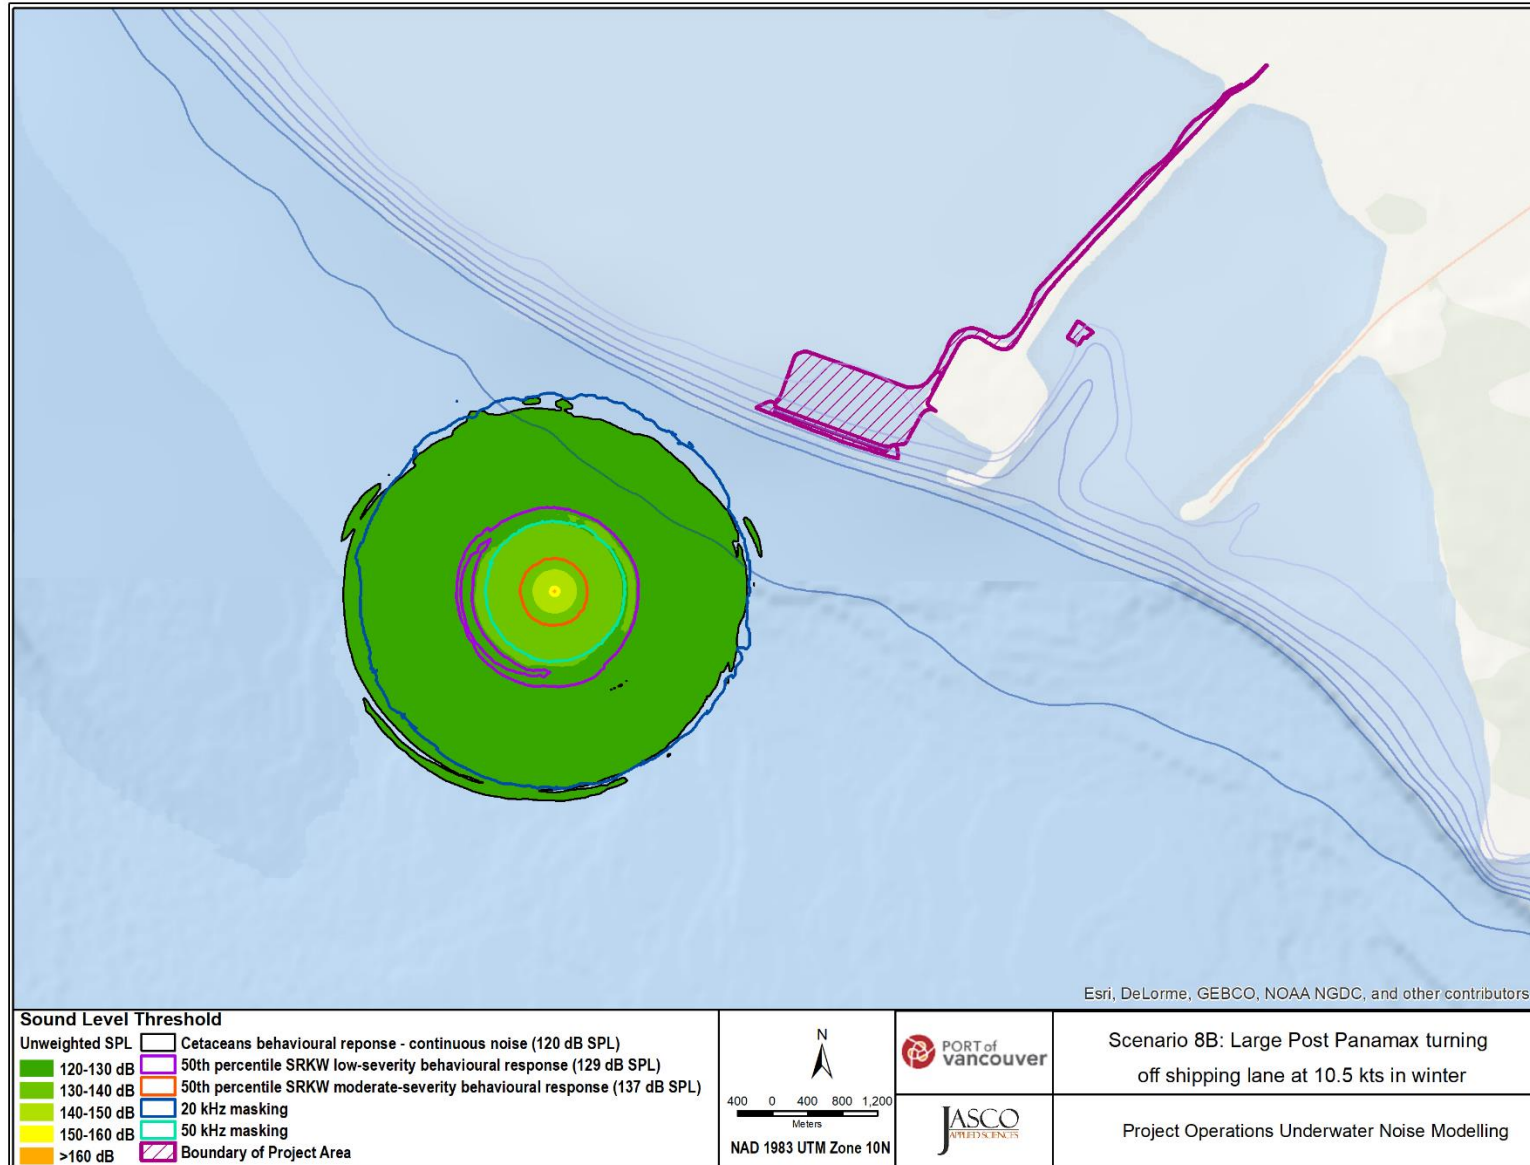 Esri, DeLorme, GEBCO, NOAA NGDC, and other contributors
Sound Level Threshold
Unweighted SPL
120-130 dB
130-140 dB
140-150 dB
150-160 dB
>160 dB
Cetaceans behavioural reponse - continuous noise (120 dB SPL)
50th percentile SRKW low-severity behavioural response (129 dB SPL)
50th percentile SRKW moderate-severity behavioural response (137 dB SPL)
20 kHz masking
50 kHz masking
Boundary of Project Area
N
400 0 400 800 1,200
Meters
NAD 1983 UTM Zone 10N
PORT of
vancouver
JASCO
APPLIED SCIENCES
Scenario 8B: Large Post Panamax turning
off shipping lane at 10.5 kts in winter
Project Operations Underwater Noise Modelling